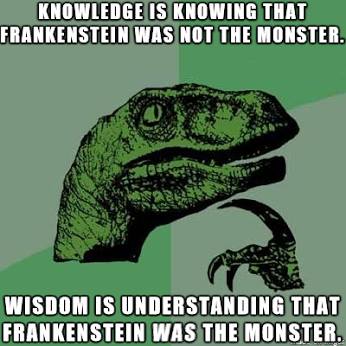 KNOWLEDGE IS KNOWING THAT
FRANKENSTEIN WAS NOT THE MONSTER.
WISDOM IS UNDERSTANDING THAT
FRANKENSTEIN WAS THE MONSTER.